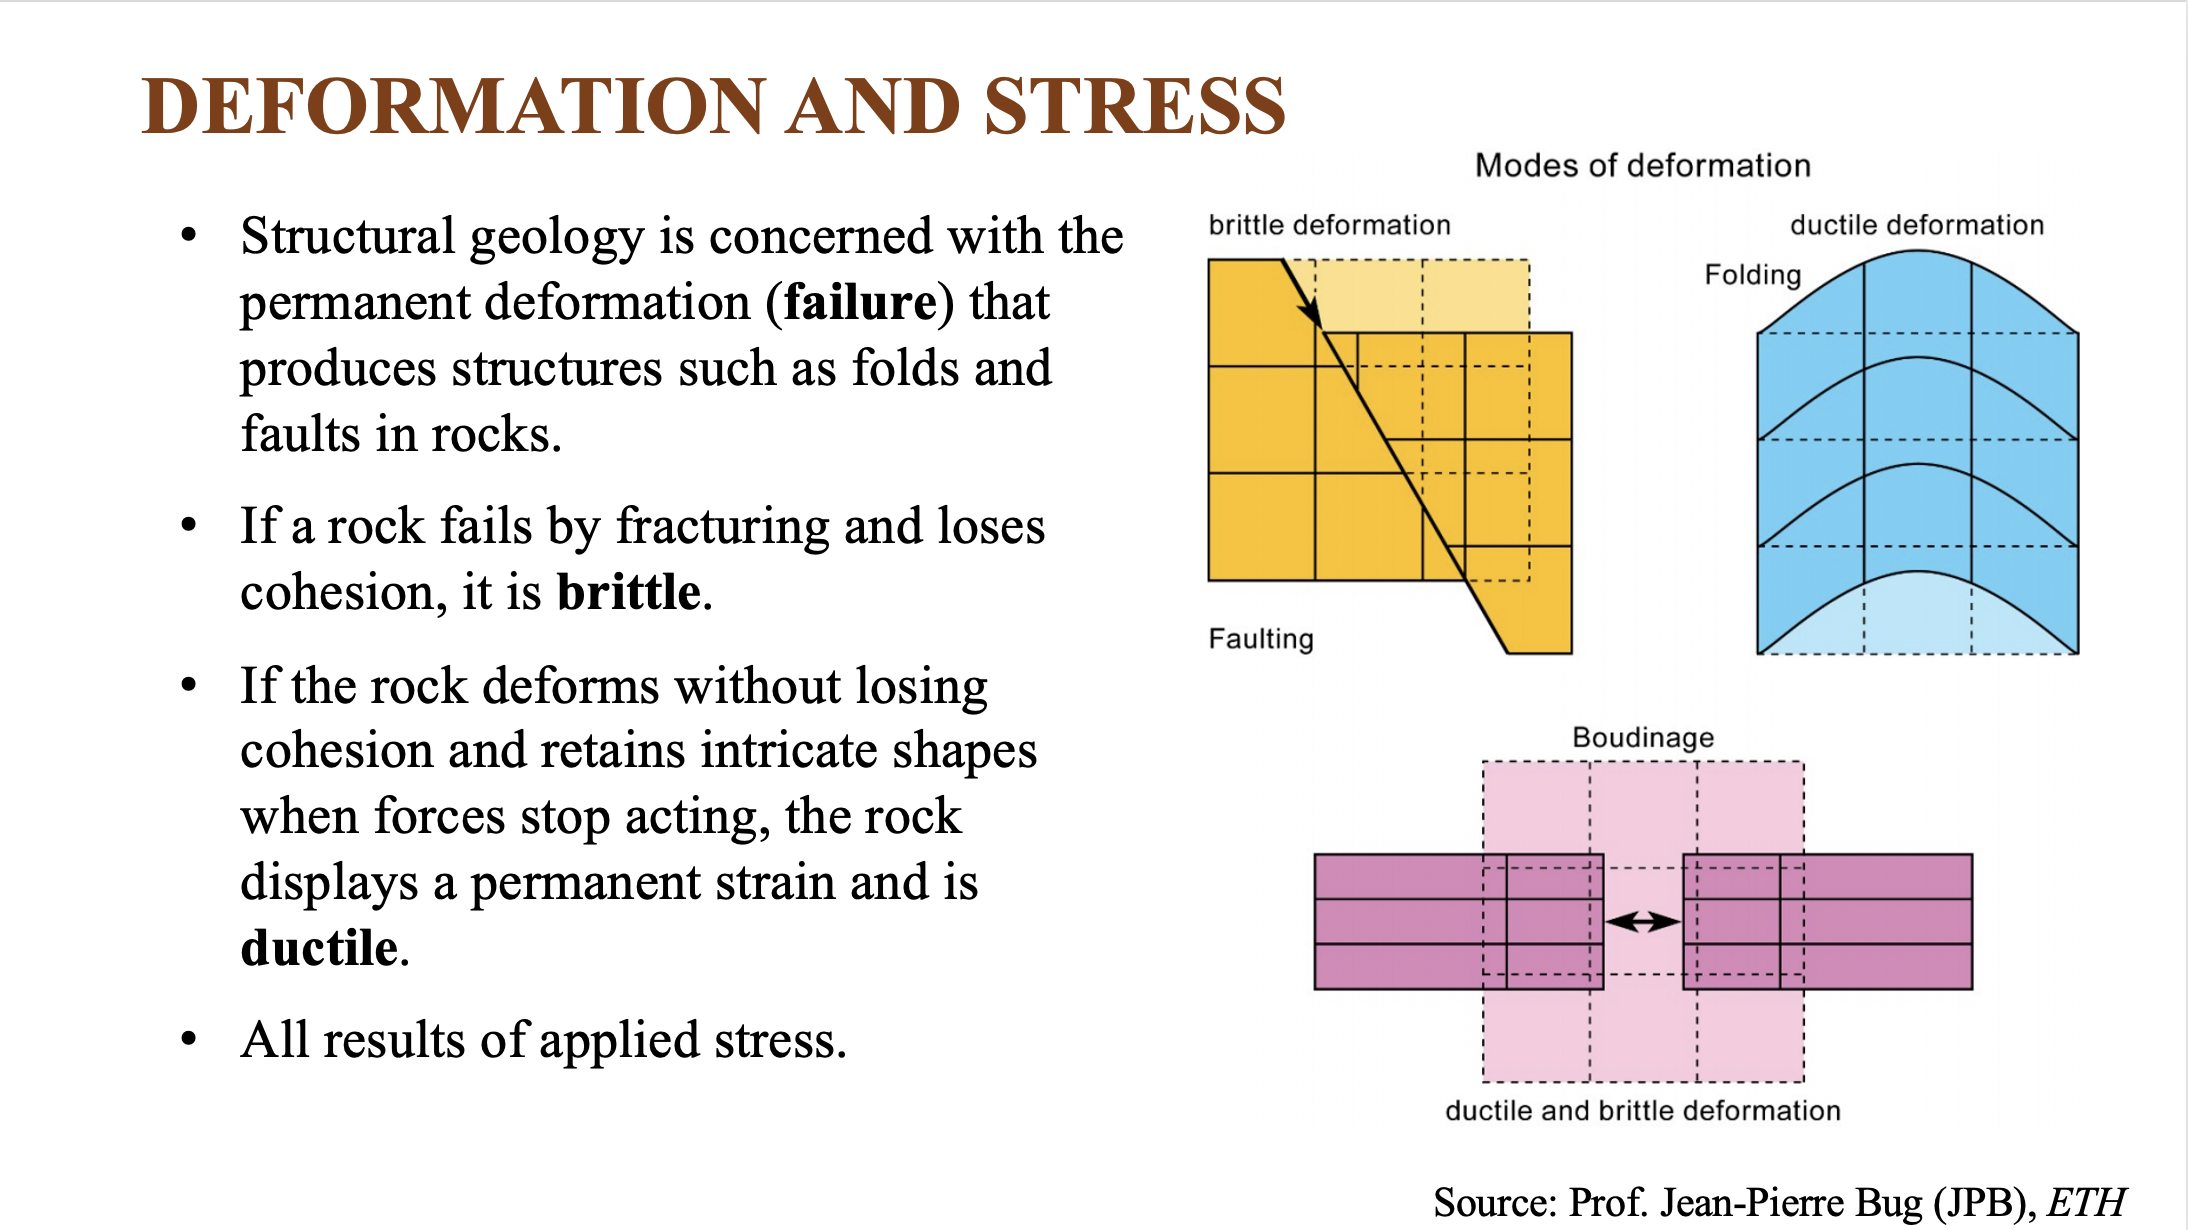 DEFORMATION AND STRESS
• Structural geology is concerned with the
permanent deformation (failure) that
produces structures such as folds and
faults in rocks.
• If a rock fails by fracturing and loses
cohesion, it is brittle.
• If the rock deforms without losing
cohesion and retains intricate shapes
when forces stop acting, the rock
displays a permanent strain and is
ductile.
• All results of applied stress.
Modes of deformation
brittle deformation
Faulting
ductile deformation
Folding
Boudinage
ductile and brittle deformation
Source: Prof. Jean-Pierre Bug (JPB), ETH